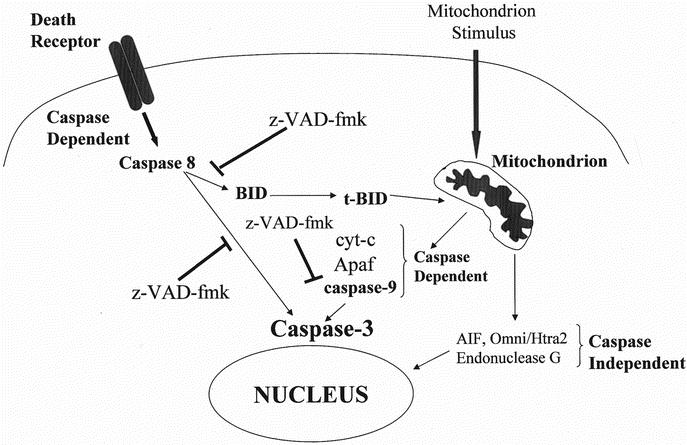 Death
Receptor
Mitochondrion
Stimulus
Caspase
Dependent
z-VAD-fmk
Caspase 8
Mitochondrion
BID
t-BID
z-VAD-fmk
cyt-c
Apaf
caspase-9
Caspase
Dependent
z-VAD-fmk
Caspase-3
AIF, Omni/Htra2
Endonuclease G
Caspase
Independent
NUCLEUS